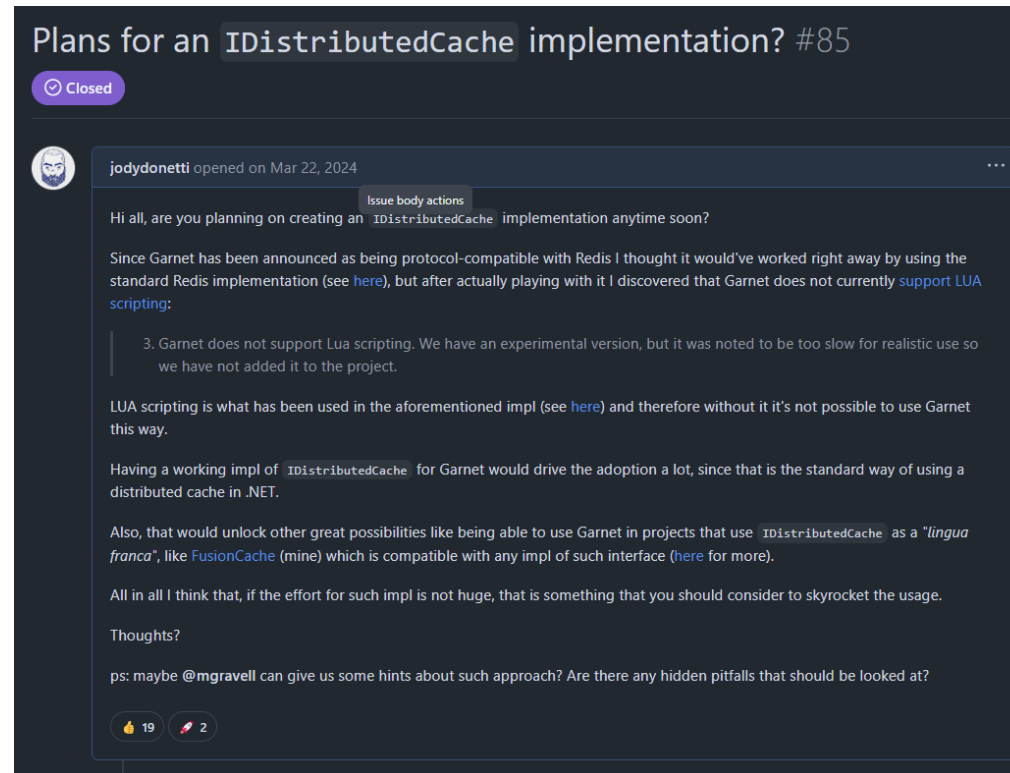 Plans for an IDistributedCache implementation? #85
Closed
jodydonetti opened on Mar 22, 2024
Issue body actions
Hi all, are you planning on creating an IDistributedCache implementation anytime soon?
Since Garnet has been announced as being protocol-compatible with Redis I thought it would've worked right away by using the
standard Redis implementation (see here), but after actually playing with it I discovered that Garnet does not currently support LUA
scripting:
3. Garnet does not support Lua scripting. We have an experimental version, but it was noted to be too slow for realistic use so
we have not added it to the project.
LUA scripting is what has been used in the aforementioned impl (see here) and therefore without it it's not possible to use Garnet
this way.
Having a working impl of IDistributedCache for Garnet would drive the adoption a lot, since that is the standard way of using a
distributed cache in .NET.
Also, that would unlock other great possibilities like being able to use Garnet in projects that use IDistributedCache as a "lingua
franca", like FusionCache (mine) which is compatible with any impl of such interface (here for more).
All in all I think that, if the effort for such impl is not huge, that is something that you should consider to skyrocket the usage.
Thoughts?
ps: maybe @mgravell can give us some hints about such approach? Are there any hidden pitfalls that should be looked at?
👍 19 🚀 2